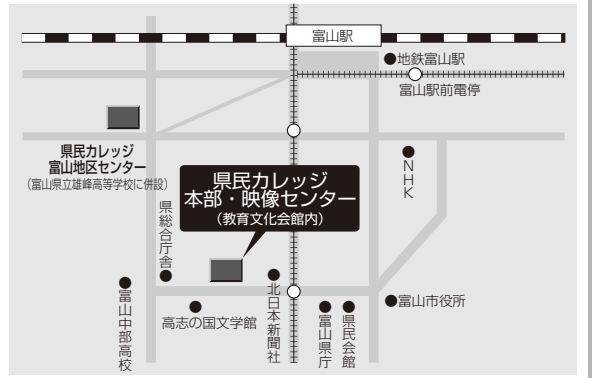 富山駅
地鉄富山駅
富山駅前電停
県民カレッジ
富山地区センター
(富山県立雄峰高等学校に併設)
NHK
県民カレッジ
本部・映像センター
(教育文化会館内)
県総合庁舎
富山中部高校
高志の国文学館
北日本新聞社
富山県庁
県民会館
富山市役所